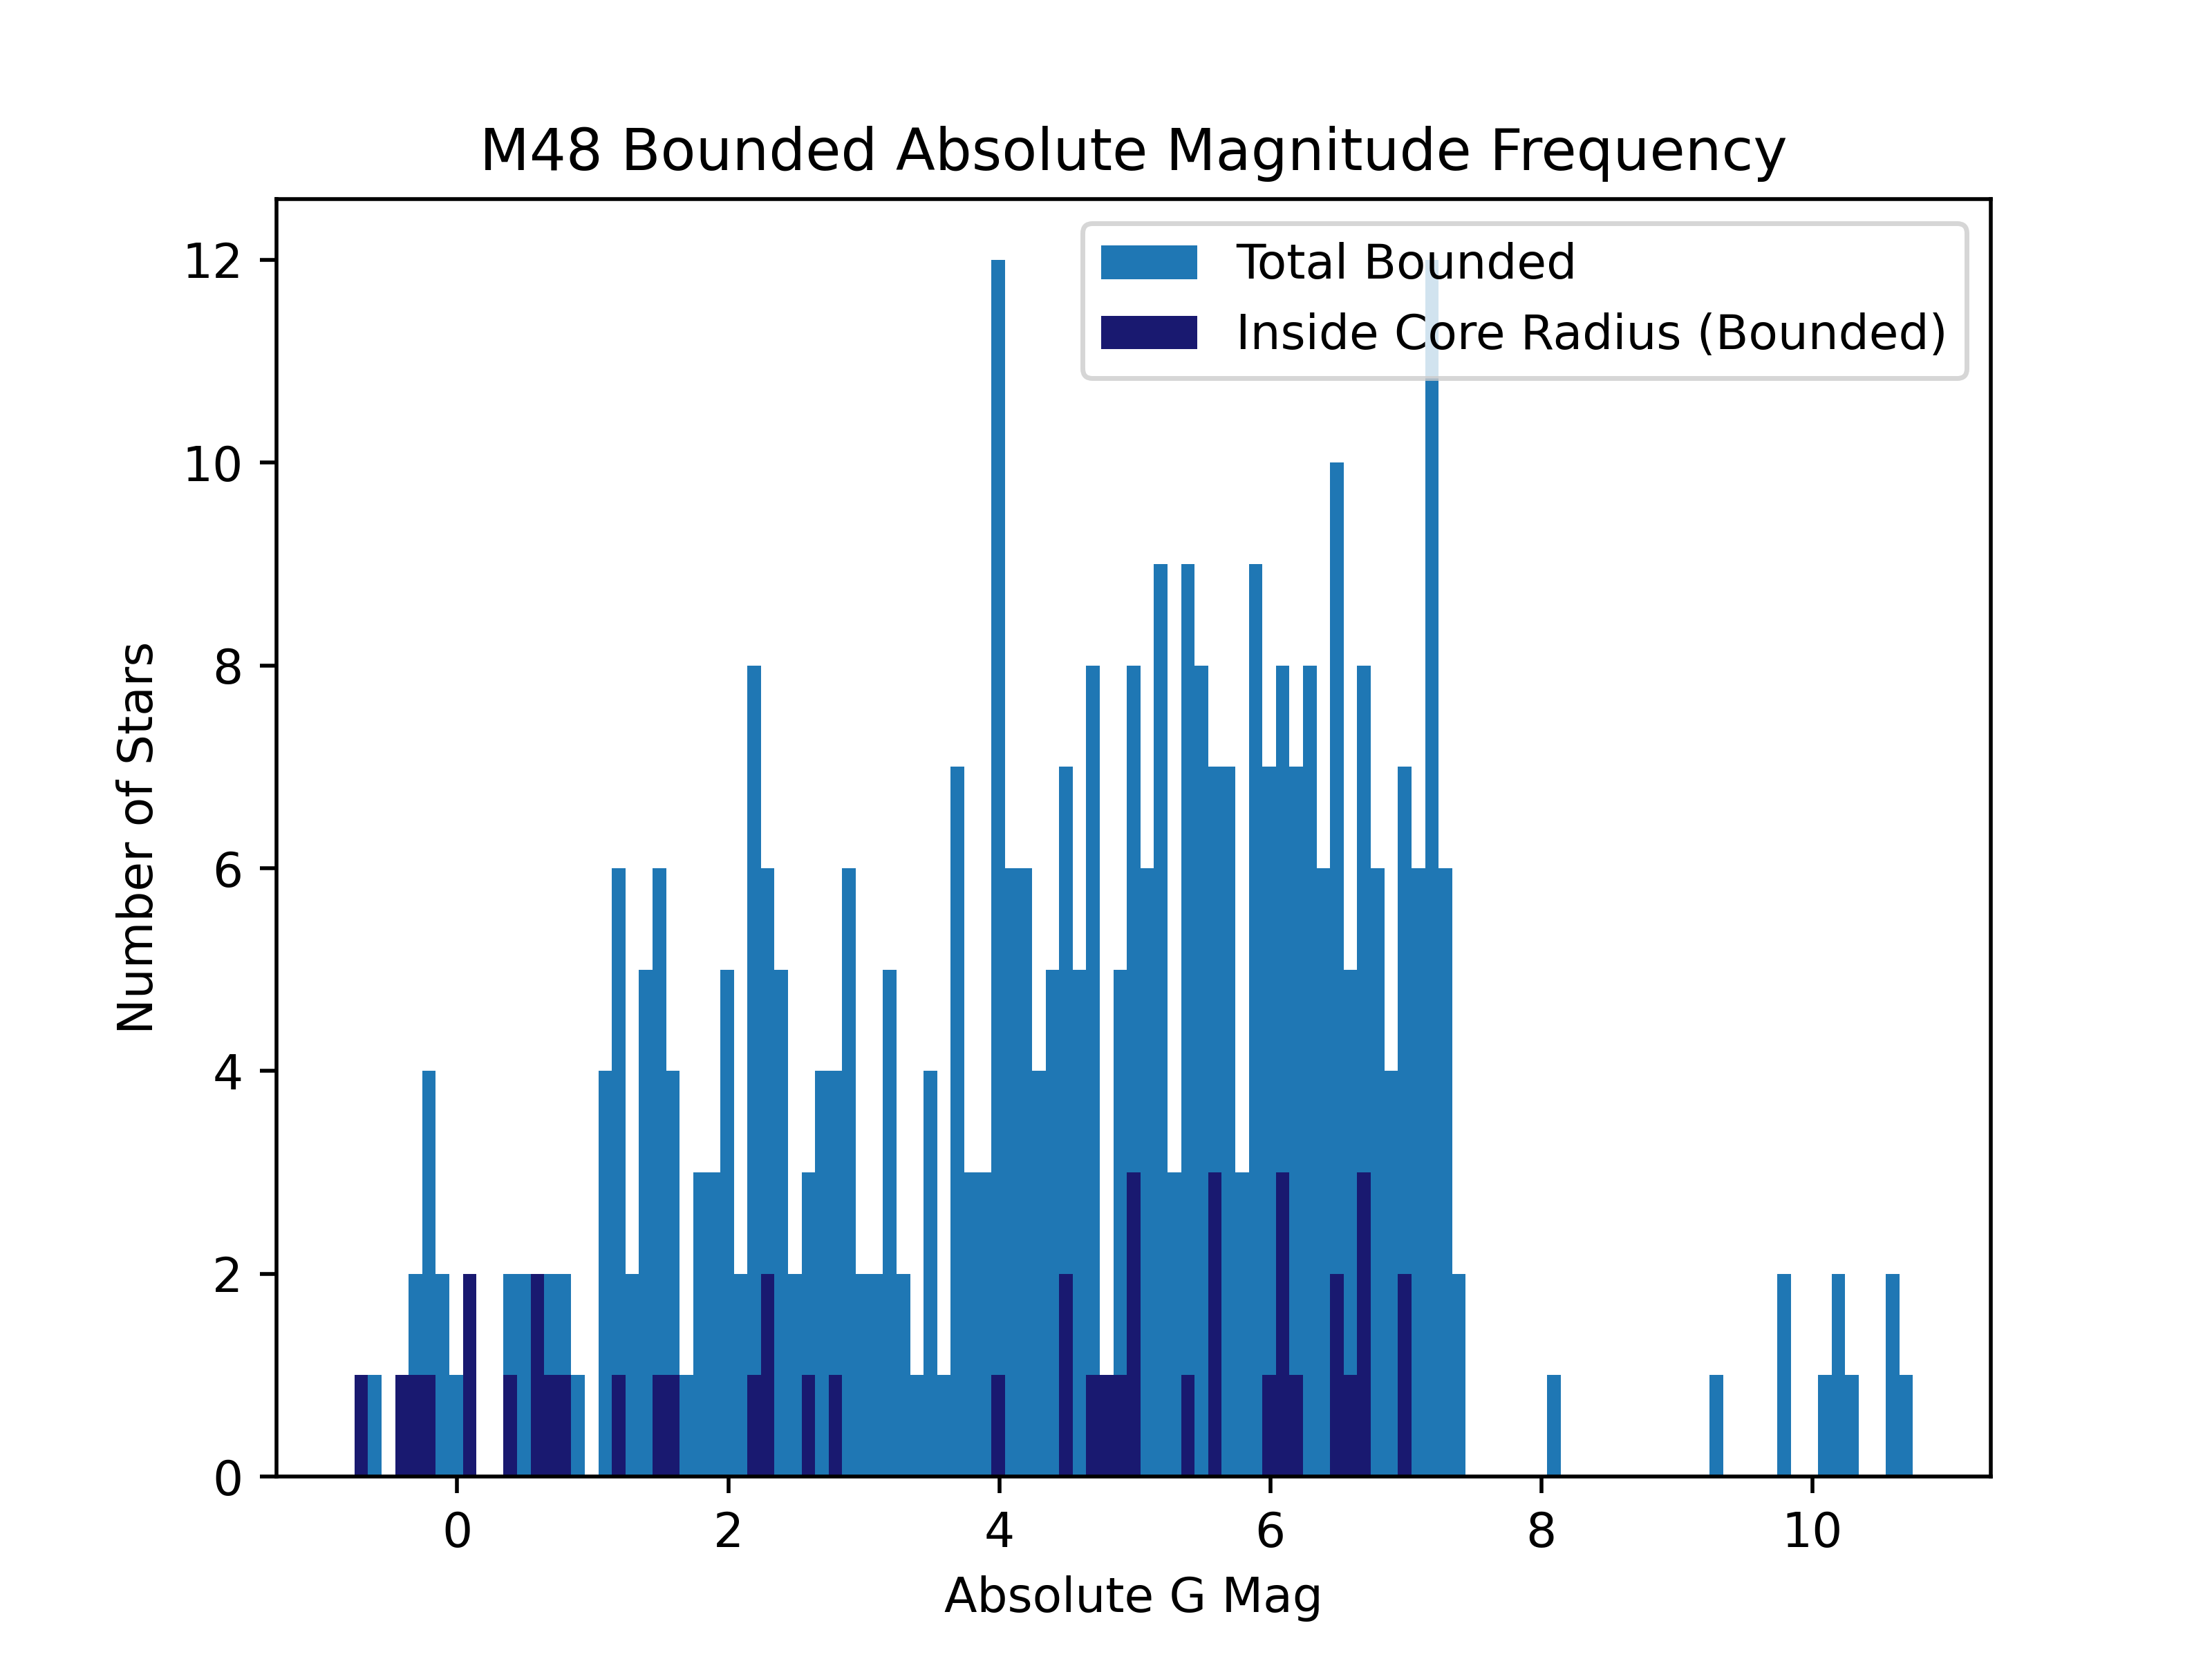 M48 Bounded Absolute Magnitude Frequency
Total Bounded
Inside Core Radius (Bounded)
Number of Stars
12
10
8
6
4
2
0
0 2 4 6 8 10
Absolute G Mag